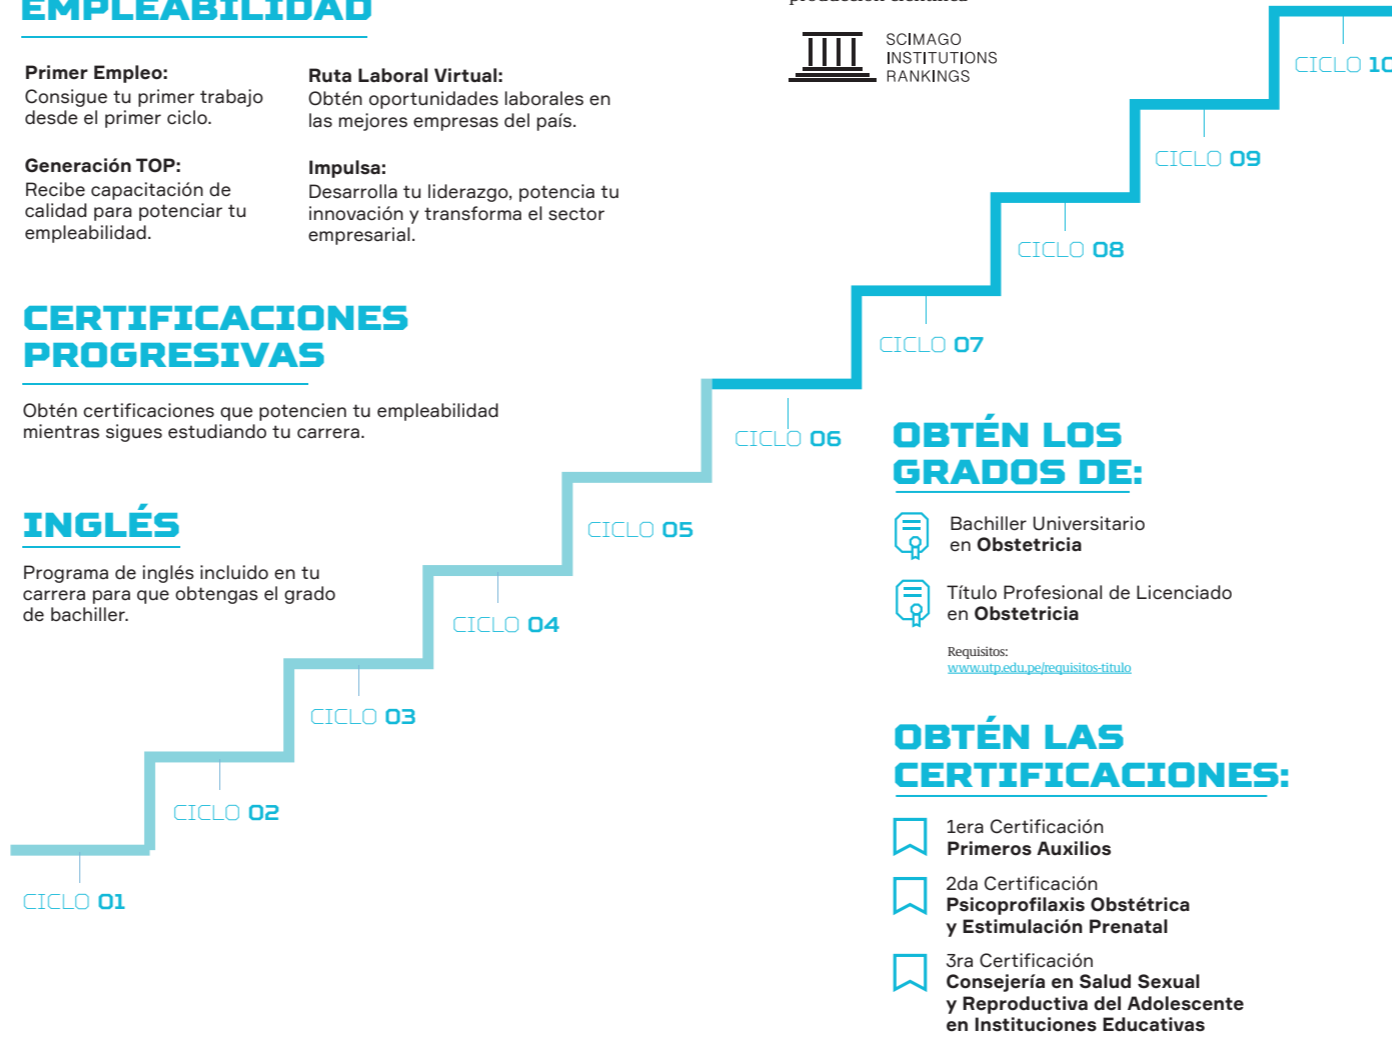 EMPLEABILIDAD
Primer Empleo:
Consigue tu primer trabajo
desde el primer ciclo.
Generación TOP:
Recibe capacitación de
calidad para potenciar tu
empleabilidad.
Ruta Laboral Virtual:
Obtén oportunidades laborales en
las mejores empresas del país.
Impulsa:
Desarrolla tu liderazgo, potencia tu
innovación y transforma el sector
empresarial.
producción científica
SCIMAGO
INSTITUTIONS
RANKINGS
CERTIFICACIONES
PROGRESIVAS
Obtén certificaciones que potencien tu empleabilidad
mientras sigues estudiando tu carrera.
INGLÉS
Programa de inglés incluido en tu
carrera para que obtengas el grado
de bachiller.
CICLO 01
CICLO 02
CICLO 03
CICLO 04
CICLO 05
CICLO 06
CICLO 07
CICLO 08
CICLO 09
CICLO 10
OBTÉN LOS
GRADOS DE:
Bachiller Universitario
en Obstetricia
Título Profesional de Licenciado
en Obstetricia
Requisitos:
www.utp.edu.pe/requisitos-titulo
OBTÉN LAS
CERTIFICACIONES:
1era Certificación
Primeros Auxilios
2da Certificación
Psicoprofilaxis Obstétrica
y Estimulación Prenatal
3ra Certificación
Consejería en Salud Sexual
y Reproductiva del Adolescente
en Instituciones Educativas